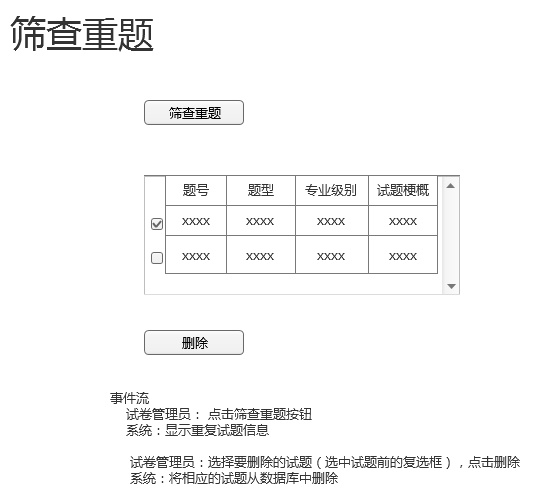 筛查重题
筛查重题
题号 题型 专业级别 试题梗概
xxxx xxxx xxxx xxxx
xxxx xxxx xxxx xxxx
删除
事件流
试卷管理员： 点击筛查重题按钮
系统：显示重复试题信息
试卷管理员：选择要删除的试题（选中试题前的复选框），点击删除
系统：将相应的试题从数据库中删除